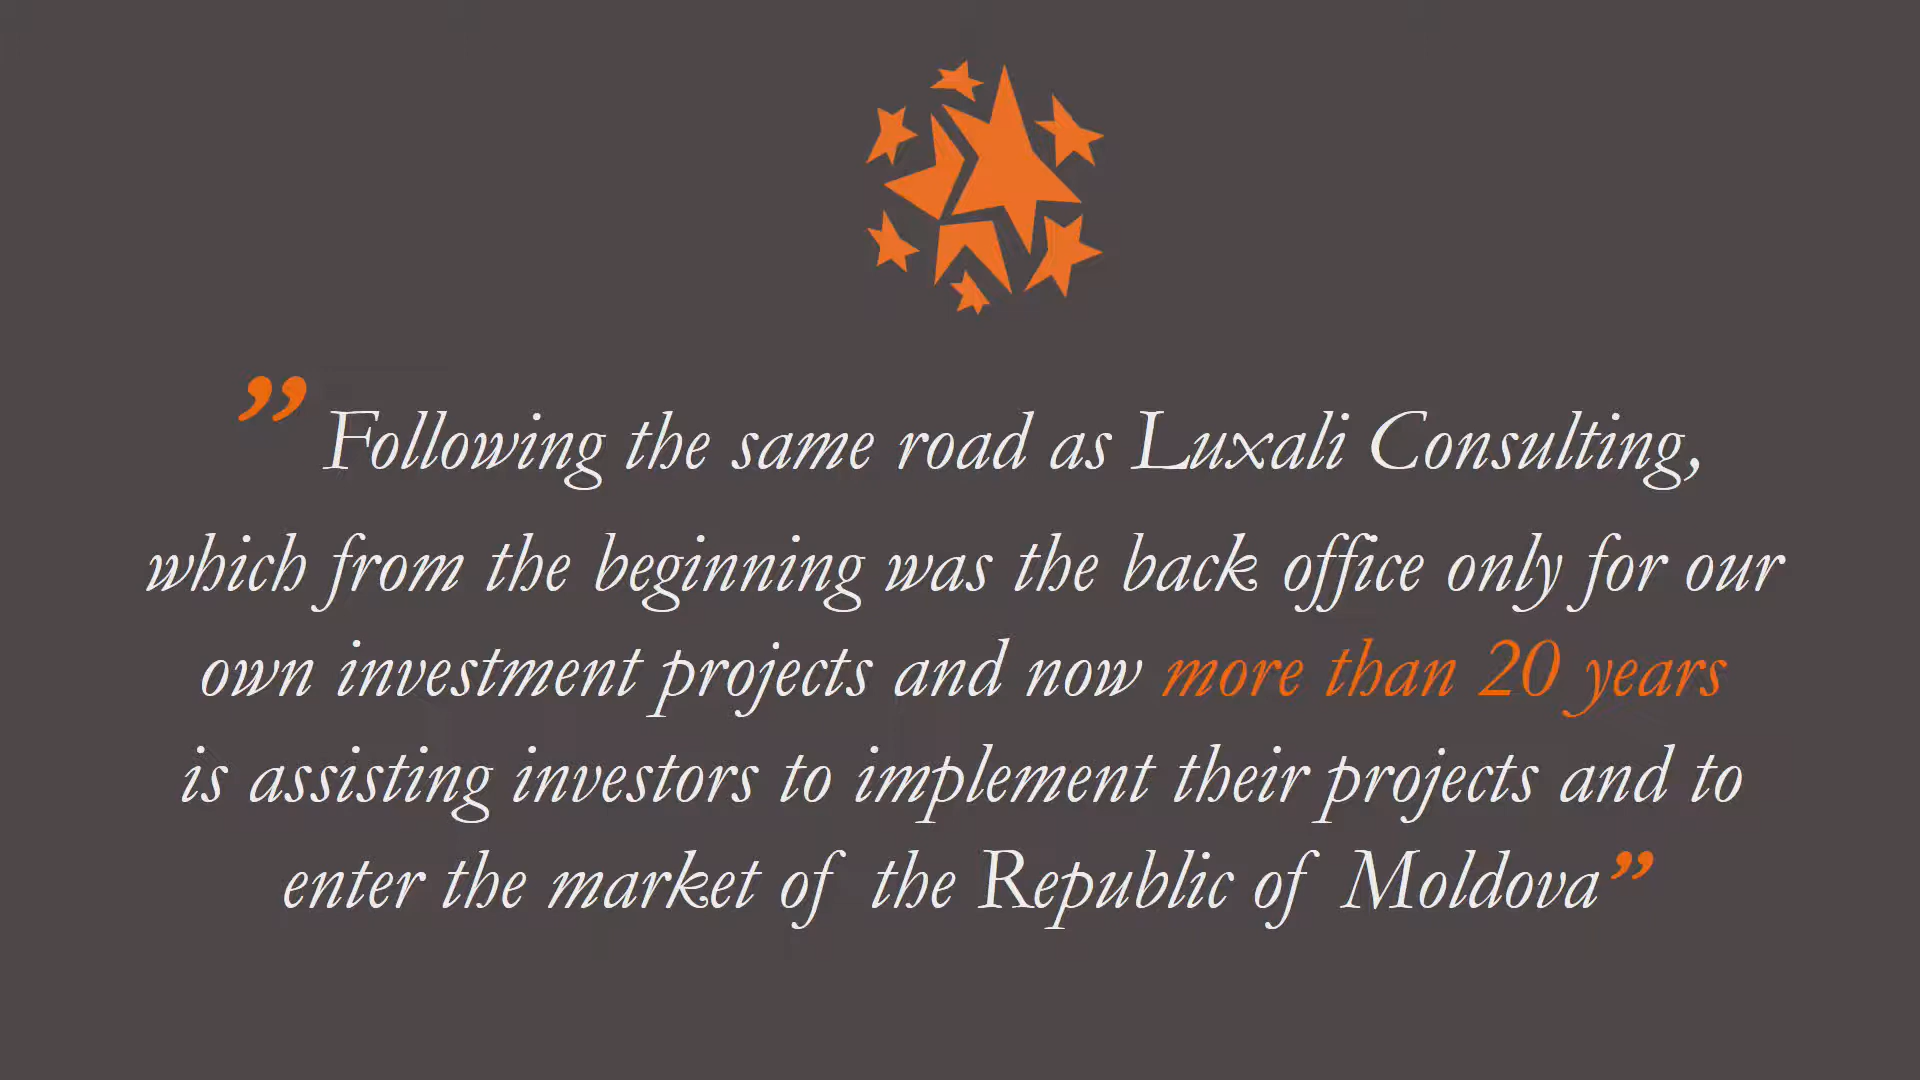 ”Following the same road as Luxali Consulting,
which from the beginning was the back office only for our
own investment projects and now more than 20 years
is assisting investors to implement their projects and to
enter the market of the Republic of Moldova”